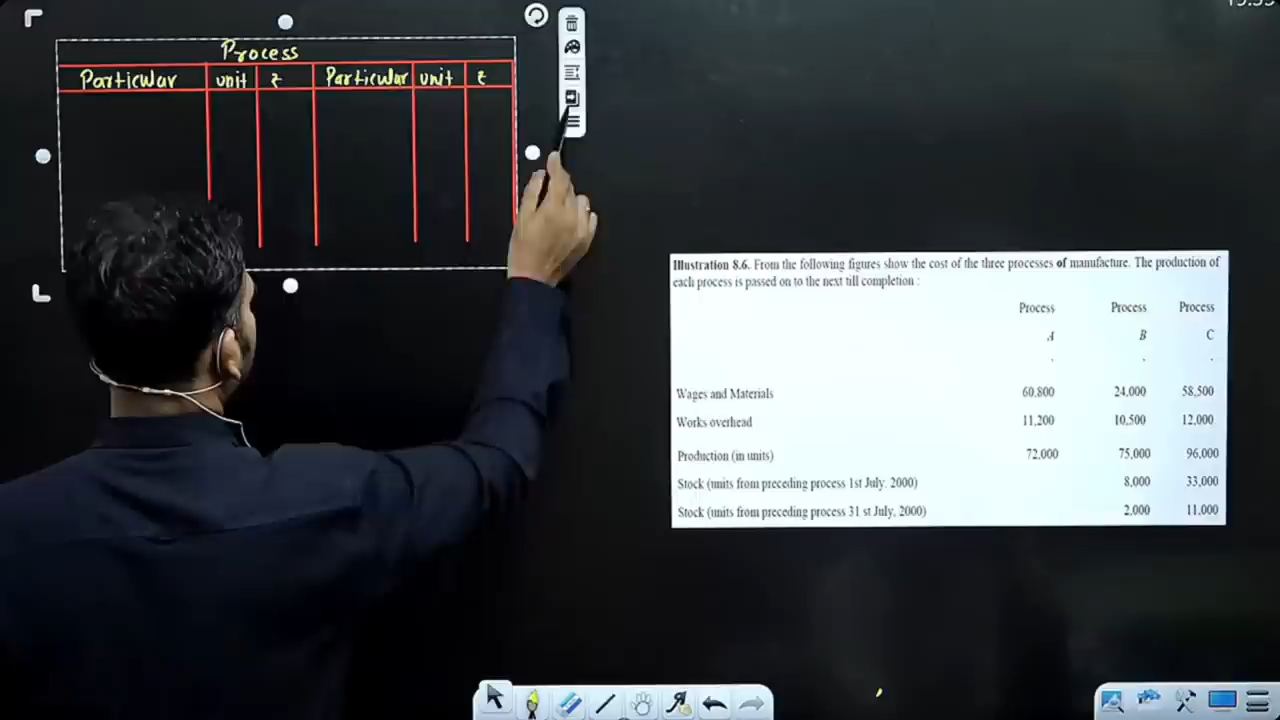 Process
Particular unit ₹ Particular unit ₹
Illustration 8.6. From the following figures show the cost of the three processes of manufacture. The production of
each process is passed on to the next till completion :
Process Process Process
A B C
Wages and Materials 60,800 24,000 58,500
Works overhead 11,200 10,500 12,000
Production (in units) 72,000 75,000 96,000
Stock (units from preceding process 1st July. 2000) 8,000 33,000
Stock (units from preceding process 31 st July, 2000) 2,000 11,000